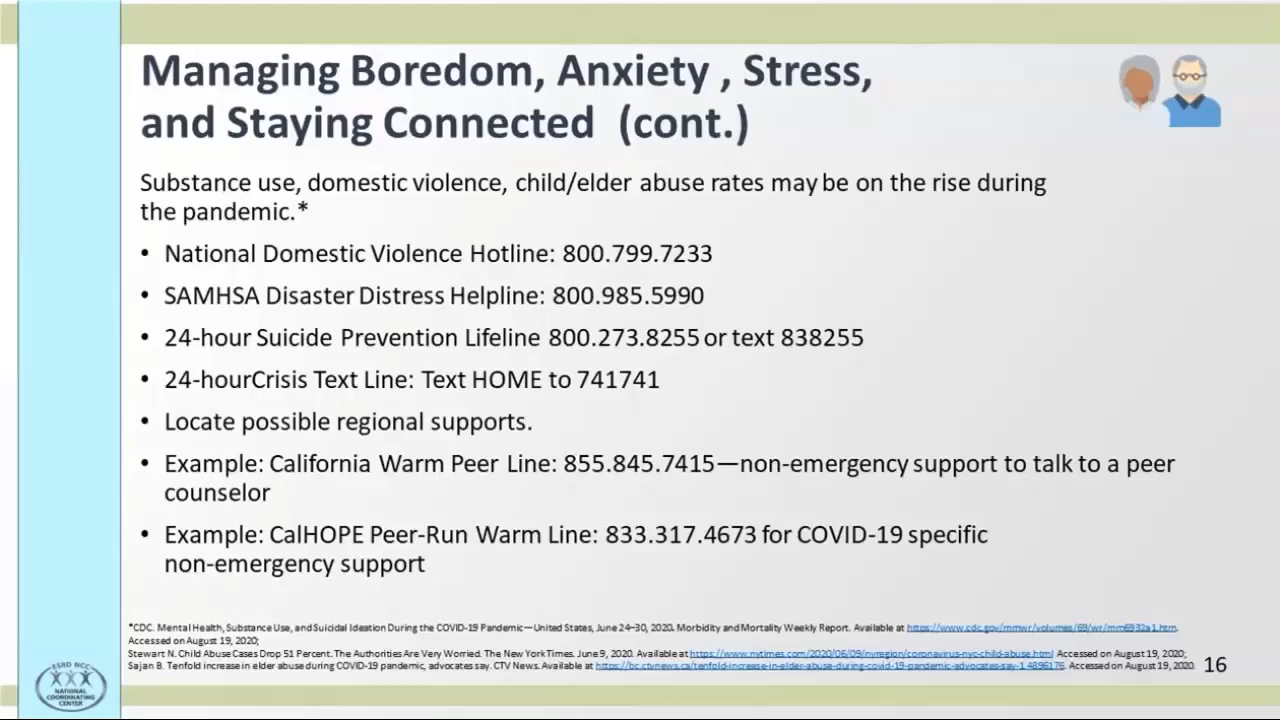 Managing Boredom, Anxiety , Stress,
and Staying Connected (cont.)
Substance use, domestic violence, child/elder abuse rates may be on the rise during
the pandemic.*
• National Domestic Violence Hotline: 800.799.7233
• SAMHSA Disaster Distress Helpline: 800.985.5990
• 24-hour Suicide Prevention Lifeline 800.273.8255 or text 838255
• 24-hourCrisis Text Line: Text HOME to 741741
• Locate possible regional supports.
• Example: California Warm Peer Line: 855.845.7415—non-emergency support to talk to a peer
counselor
• Example: CalHOPE Peer-Run Warm Line: 833.317.4673 for COVID-19 specific
non-emergency support
*CDC. Mental Health, Substance Use, and Suicidal Ideation During the COVID-19 Pandemic—United States, June 24–30, 2020. Morbidity and Mortality Weekly Report. Available at https://www.cdc.gov/mmwr/volumes/69/wr/mm6932a1.htm.
Accessed on August 19, 2020;
Stewart N. Child Abuse Cases Drop 51 Percent. The Authorities Are Very Worried. The New York Times. June 9, 2020. Available at https://www.nytimes.com/2020/06/09/nyregion/coronavirus-nyc-child-abuse.html Accessed on August 19, 2020;
Sajan B. Tenfold increase in elder abuse during COVID-19 pandemic, advocates say. CTV News. Available at https://bc.ctvnews.ca/tenfold-increase-in-elder-abuse-during-covid-19-pandemic-advocates-say-1.4896176. Accessed on August 19, 2020.
16
ESRD NCC
NATIONAL
COORDINATING
CENTER